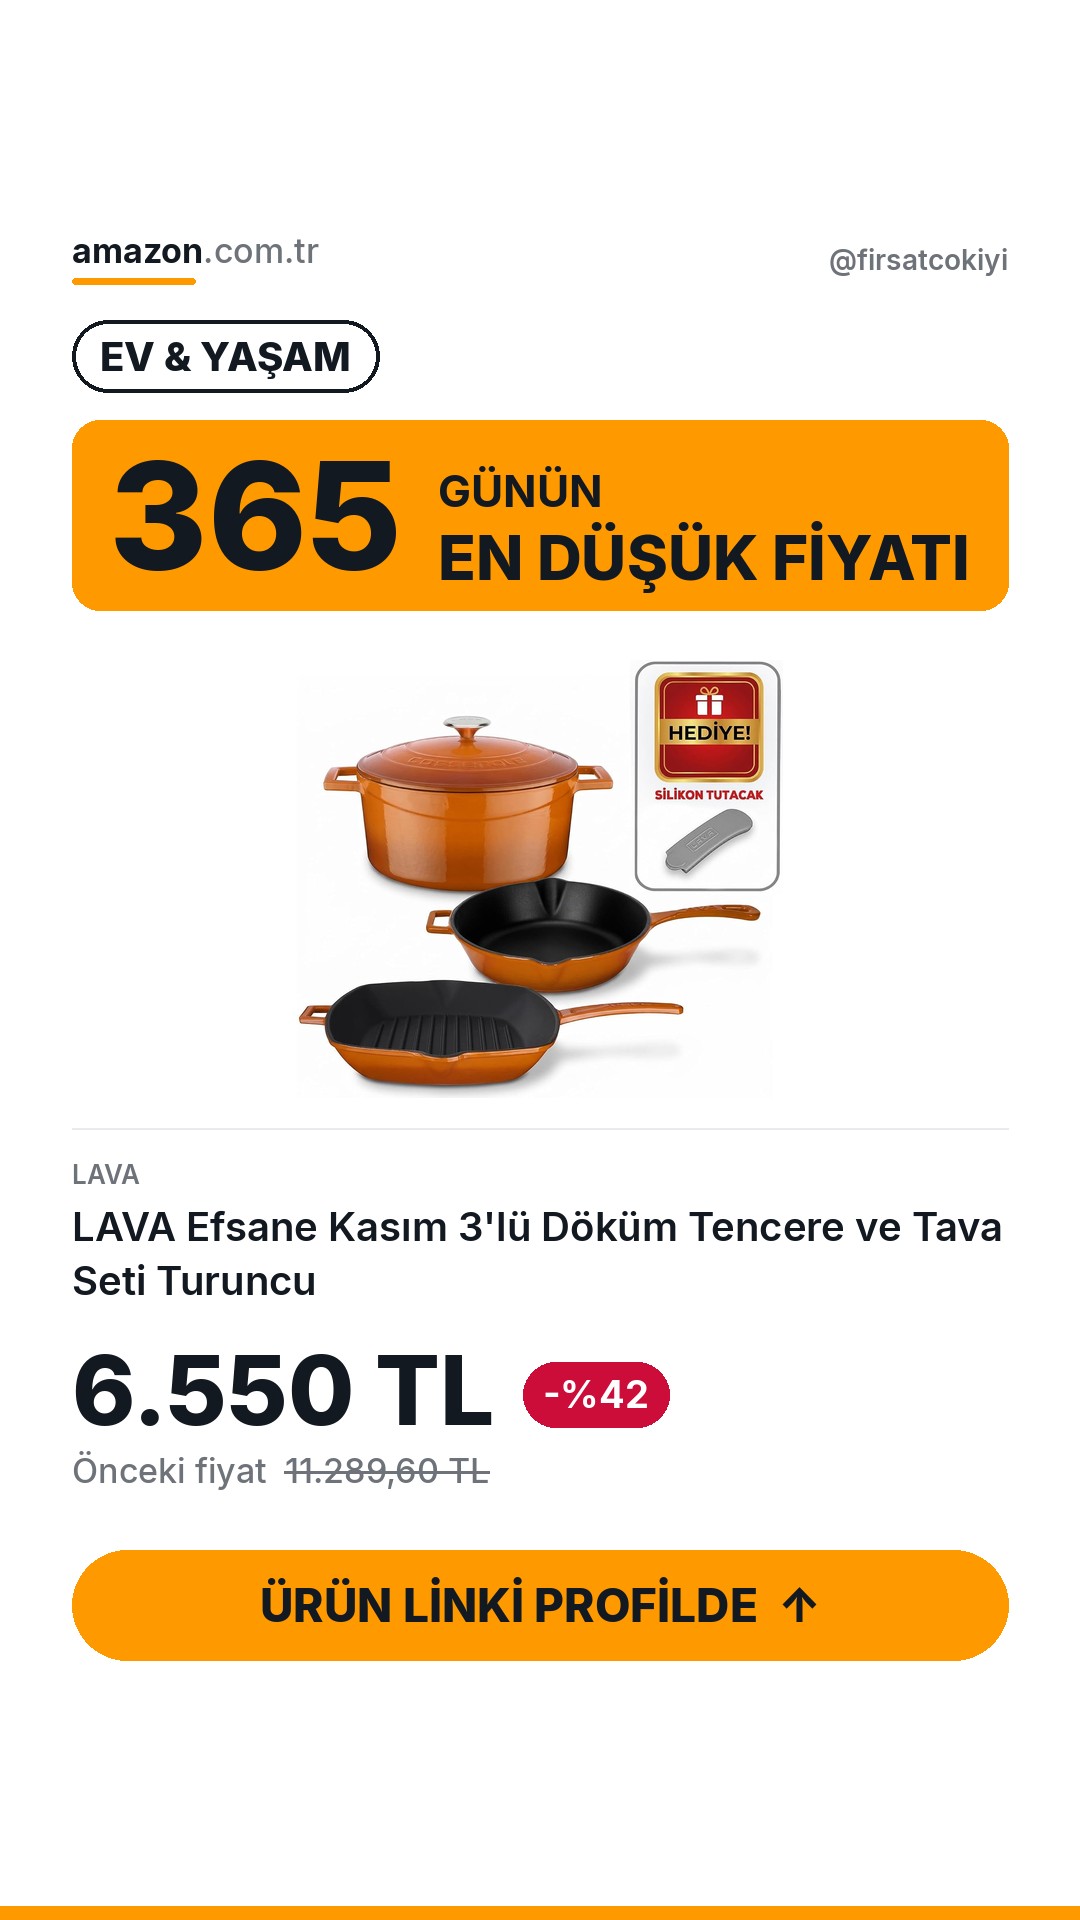 amazon.com.tr
@firsatcokiyi
EV & YAŞAM
365 GÜNÜN
EN DÜŞÜK FİYATI
HEDİYE!
SİLİKON TUTACAK
LAVA
LAVA Efsane Kasım 3'lü Döküm Tencere ve Tava
Seti Turuncu
6.550 TL -%42
Önceki fiyat 11.289,60 TL
ÜRÜN LİNKİ PROFİLDE ↑